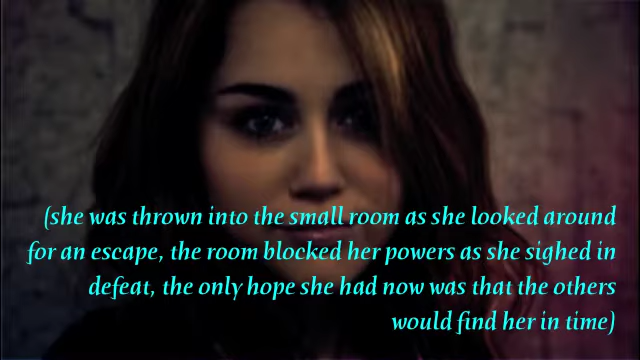 (she was thrown into the small room as she looked around
for an escape, the room blocked her powers as she sighed in
defeat, the only hope she had now was that the others
would find her in time)